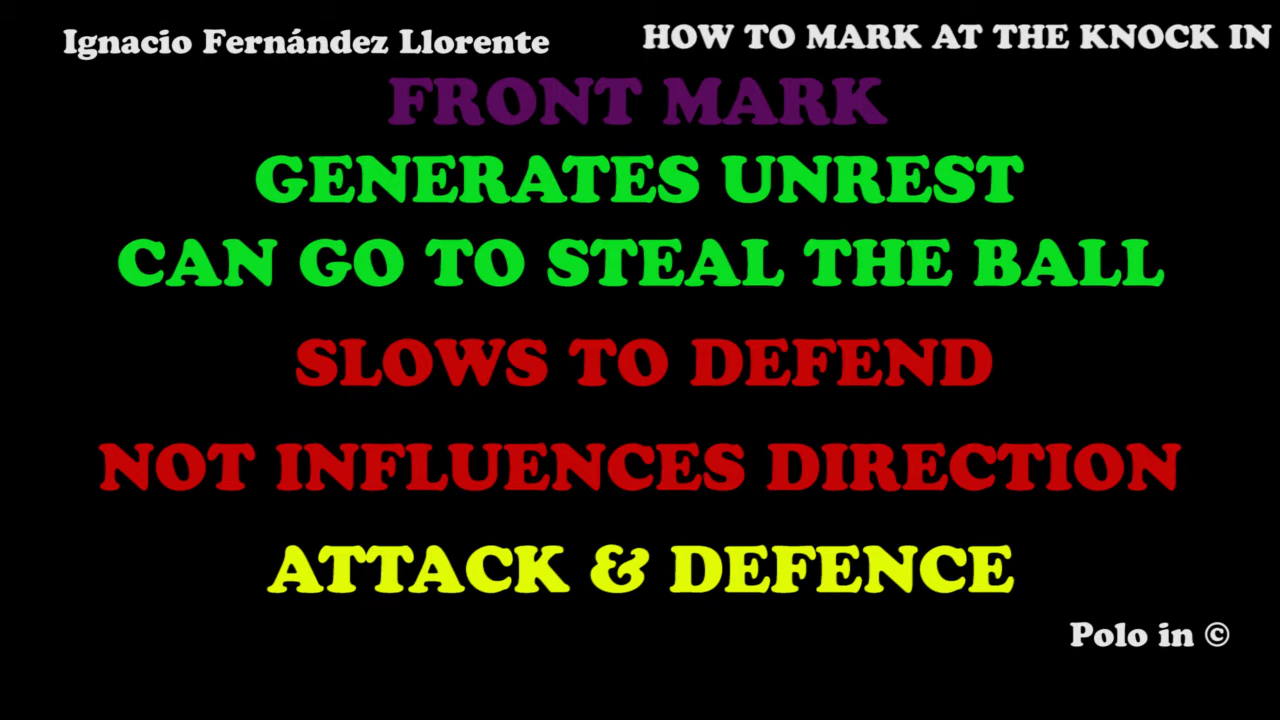 Ignacio Fernández Llorente
HOW TO MARK AT THE KNOCK IN
FRONT MARK
GENERATES UNREST
CAN GO TO STEAL THE BALL
SLOWS TO DEFEND
NOT INFLUENCES DIRECTION
ATTACK & DEFENCE
Polo in ©